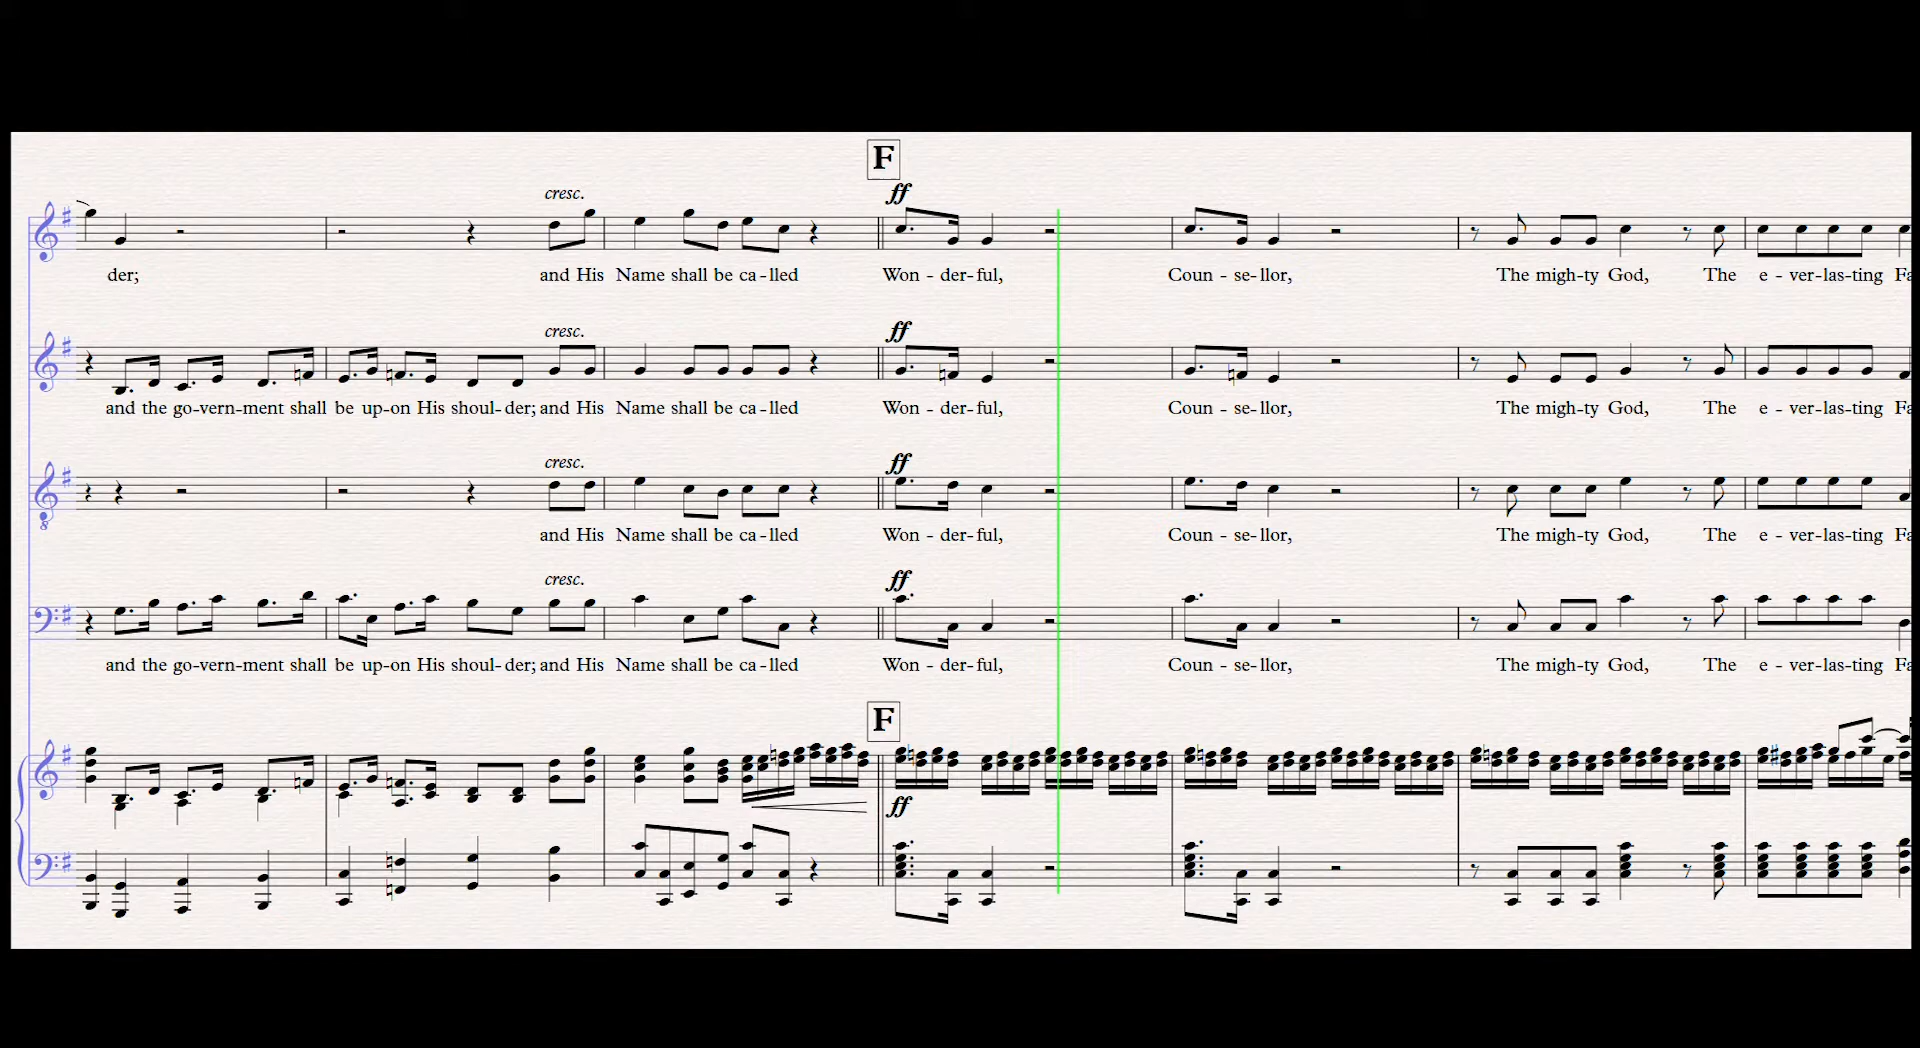 F
cresc. ff
der; and His Name shall be ca-lled Won - der-ful, Coun - se-llor, The migh-ty God, The e - ver-las-ting
cresc. ff
and the go-vern-ment shall be up-on His shoul-der; and His Name shall be ca-lled Won - der-ful, Coun - se-llor, The migh-ty God, The e - ver-las-ting
cresc. ff
8
and His Name shall be ca-lled Won - der-ful, Coun - se-llor, The migh-ty God, The e - ver-las-ting
cresc. ff
and the go-vern-ment shall be up-on His shoul-der; and His Name shall be ca-lled Won - der-ful, Coun - se-llor, The migh-ty God, The e - ver-las-ting
F
ff